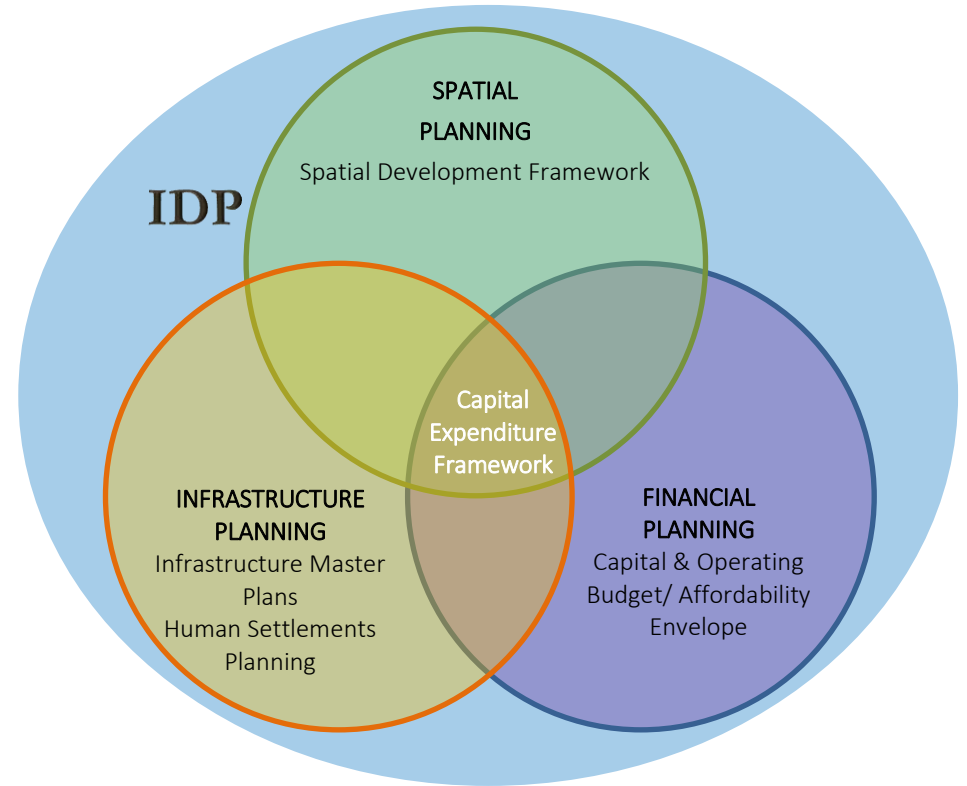 SPATIAL
PLANNING
Spatial Development Framework
IDP
Capital
Expenditure
Framework
INFRASTRUCTURE
PLANNING
Infrastructure Master
Plans
Human Settlements
Planning
FINANCIAL
PLANNING
Capital & Operating
Budget/ Affordability
Envelope